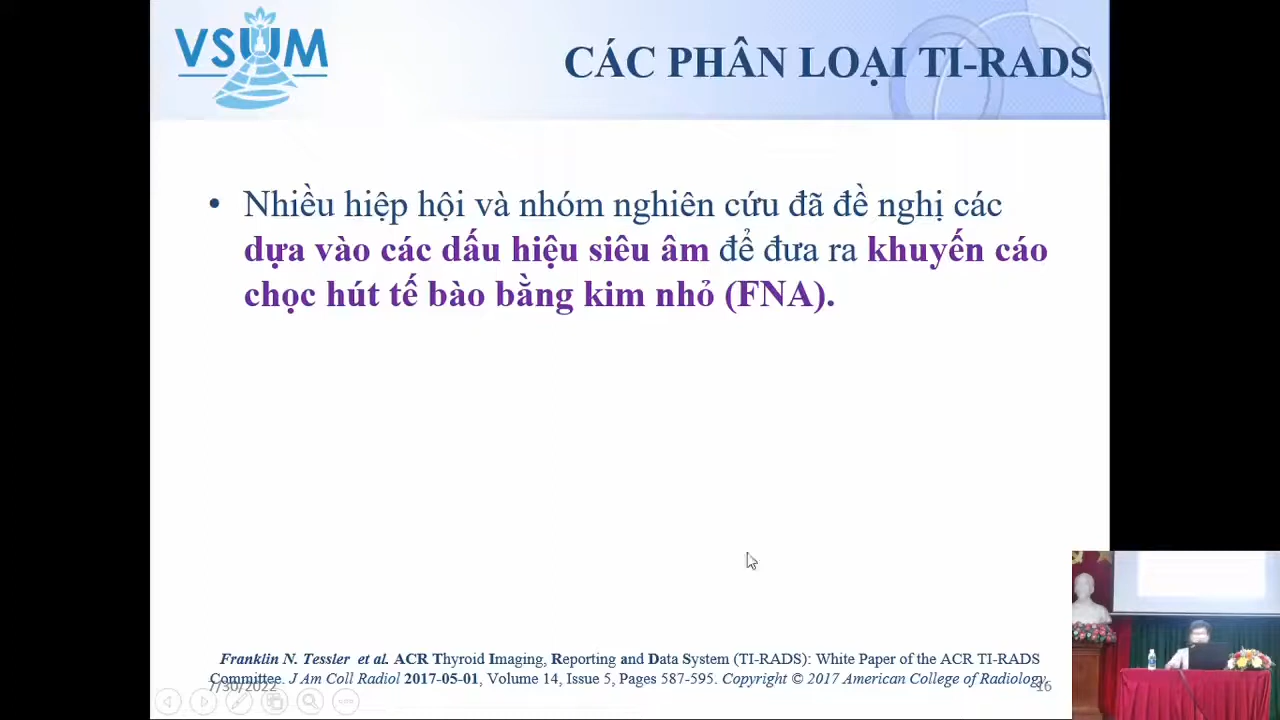 VSUM
CÁC PHÂN LOẠI TI-RADS
• Nhiều hiệp hội và nhóm nghiên cứu đã đề nghị các
dựa vào các dấu hiệu siêu âm để đưa ra khuyến cáo
chọc hút tế bào bằng kim nhỏ (FNA).
Franklin N. Tessler et al. ACR Thyroid Imaging, Reporting and Data System (TI-RADS): White Paper of the ACR TI-RADS
Committee. J Am Coll Radiol 2017-05-01, Volume 14, Issue 5, Pages 587-595. Copyright © 2017 American College of Radiology
7/30/2022
16